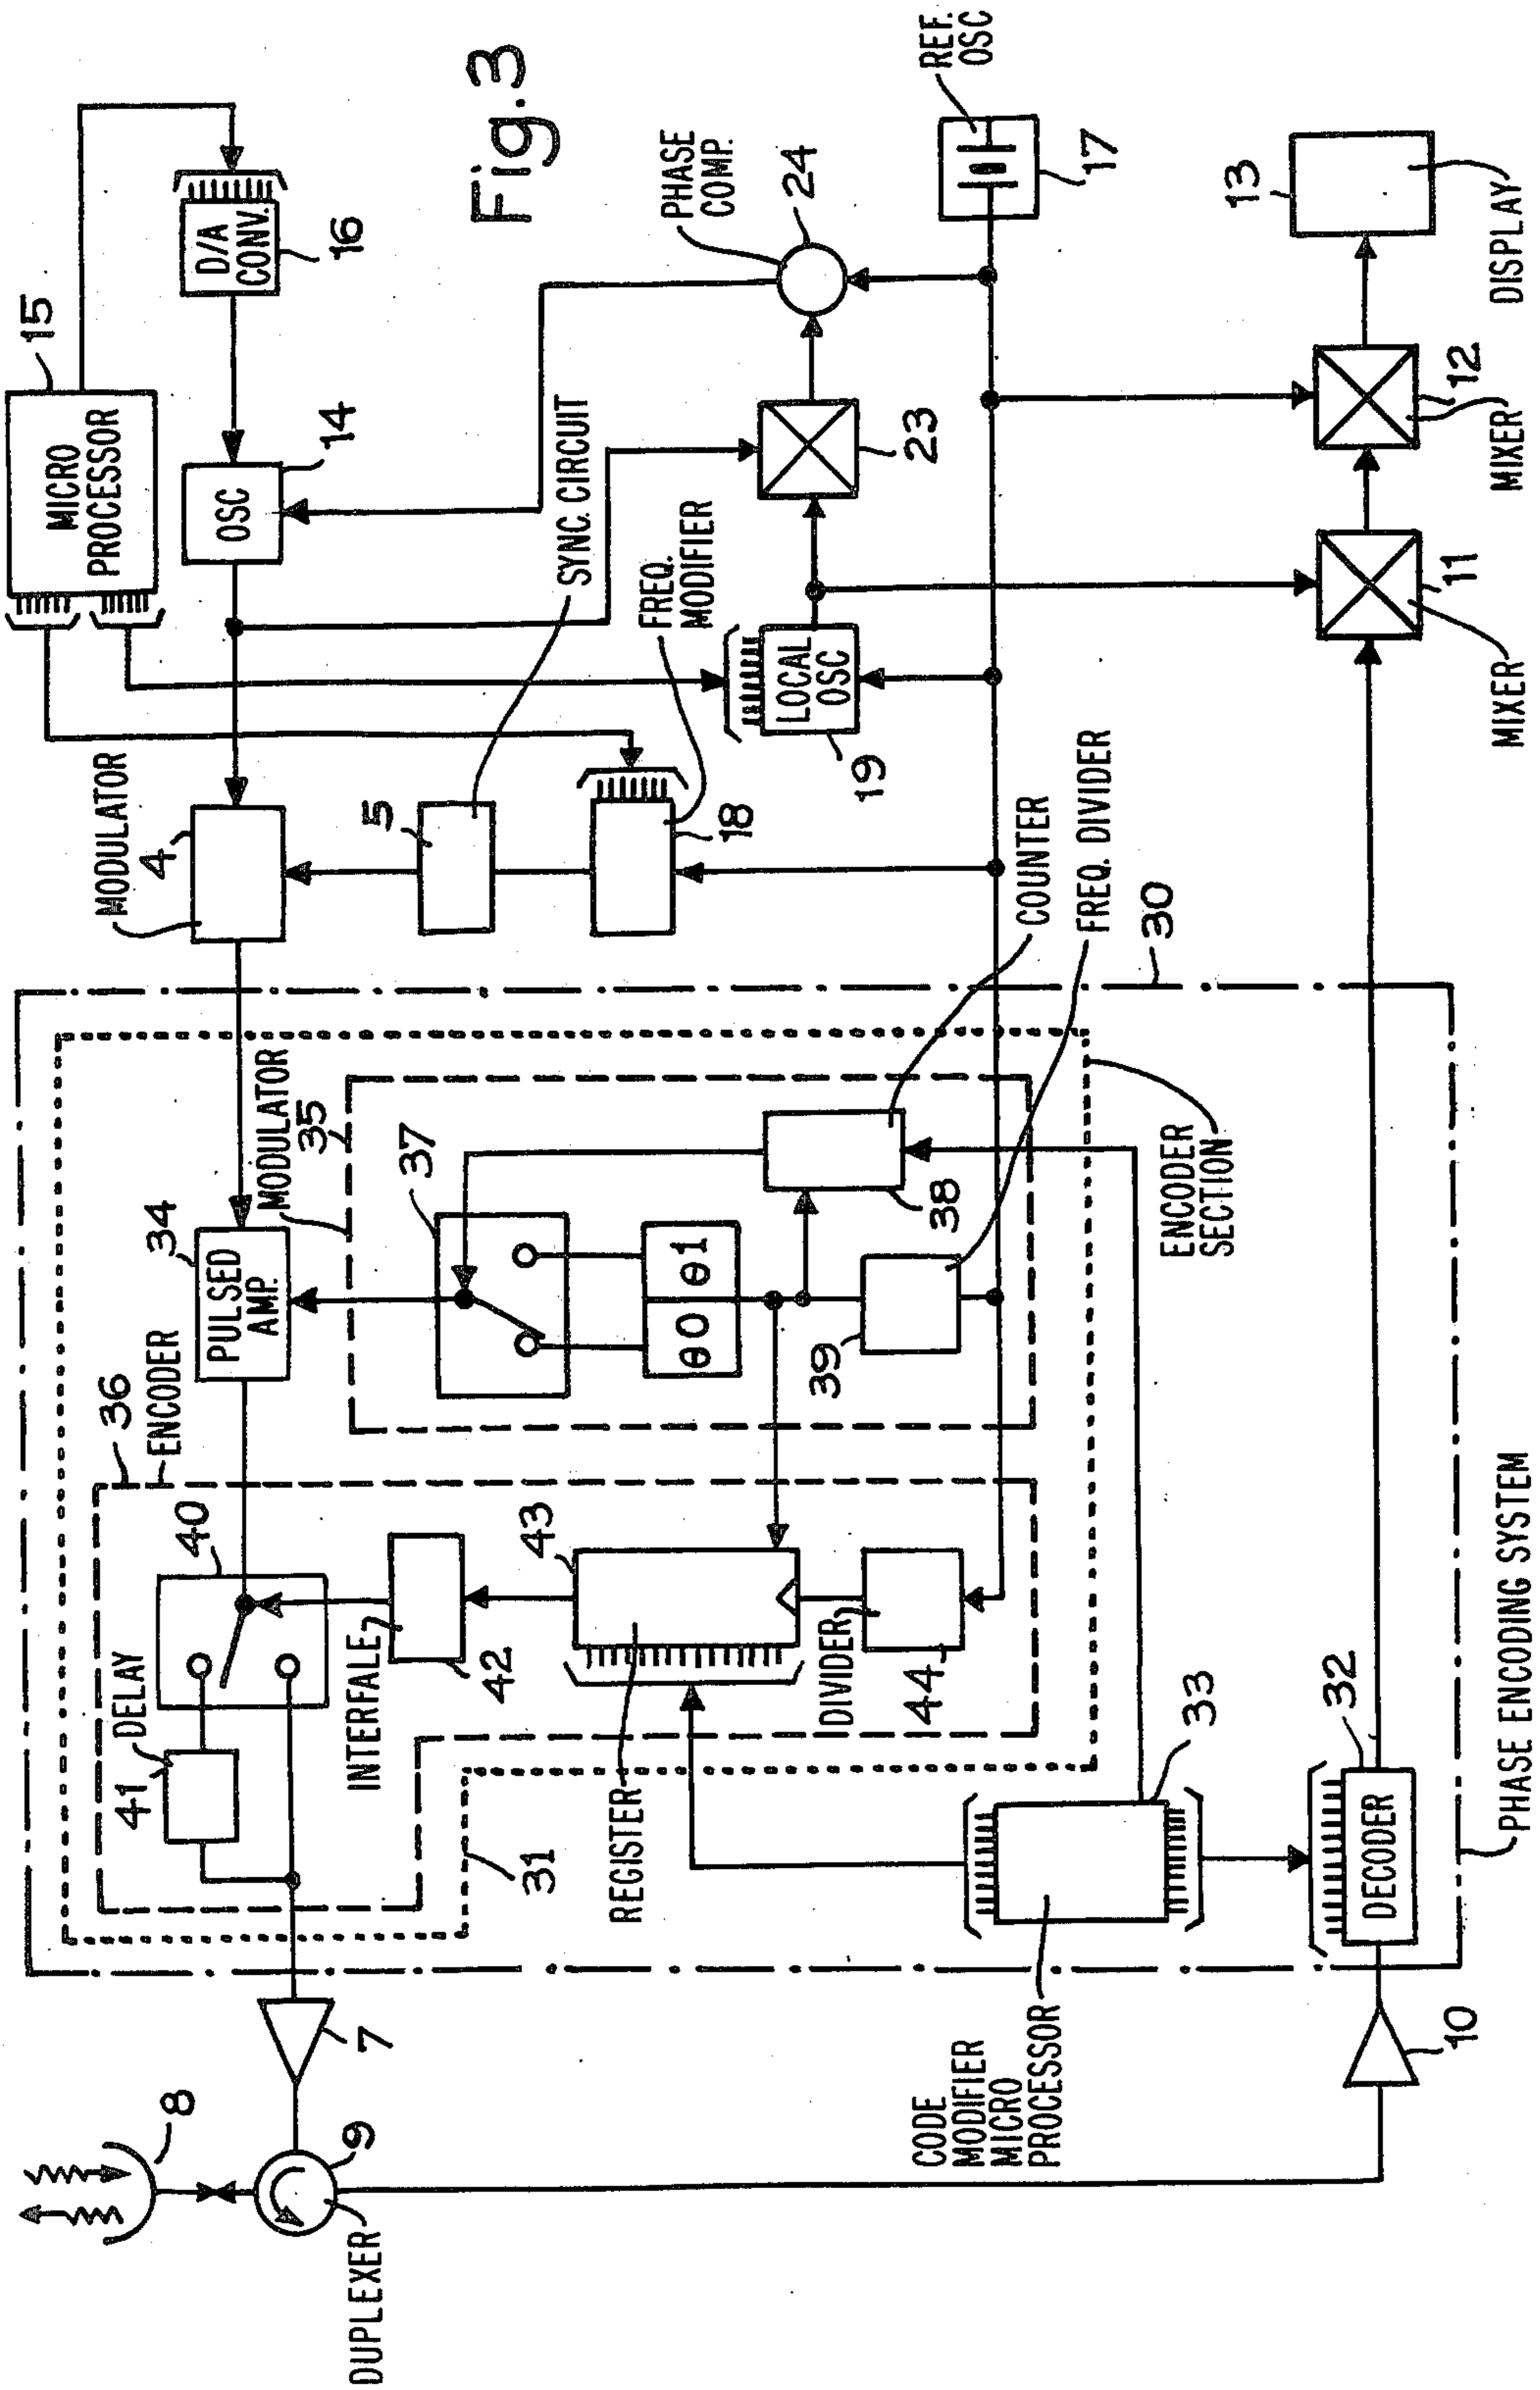 Fig.3
8
9
DUPLEXER
7
10
36
ENCODER
41
DELAY
40
INTERFALE
42
43
REGISTER
DIVIDER
44
31
CODE
MODIFIER
MICRO
PROCESSOR
33
32
DECODER
PHASE ENCODING SYSTEM
34
PULSED
AMP.
MODULATOR
35
37
θ0
θ1
38
39
ENCODER
SECTION
COUNTER
FREQ. DIVIDER
30
MODULATOR
4
5
SYNC. CIRCUIT
18
FREQ.
MODIFIER
15
MICRO
PROCESSOR
14
OSC
D/A
CONV.
16
LOCAL
OSC
19
23
PHASE
COMP.
24
REF.
OSC
17
11
MIXER
12
MIXER
13
DISPLAY